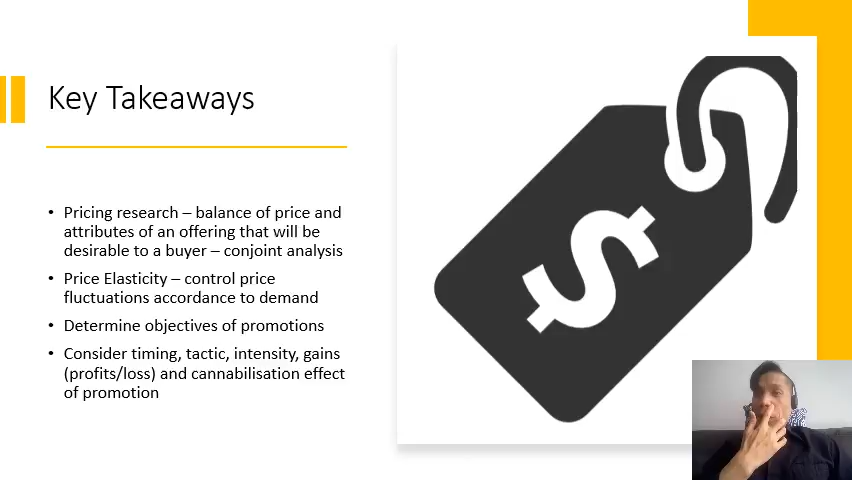 Key Takeaways
• Pricing research – balance of price and
attributes of an offering that will be
desirable to a buyer – conjoint analysis
• Price Elasticity – control price
fluctuations accordance to demand
• Determine objectives of promotions
• Consider timing, tactic, intensity, gains
(profits/loss) and cannabilisation effect
of promotion
$